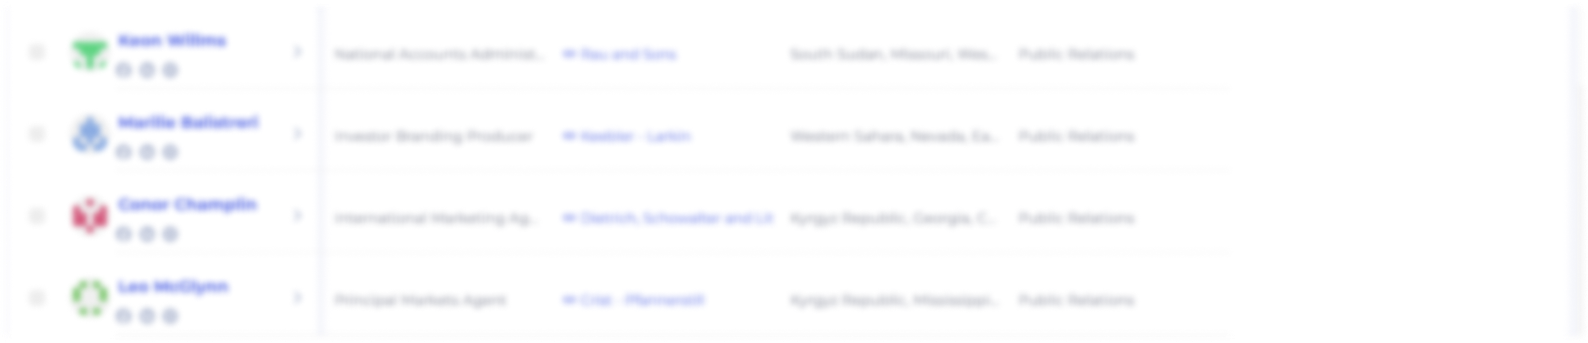 Keon Willms
National Accounts Administ...
Rau and Sons
South Sudan, Missouri, Wes...
Public Relations
Marille Balistreri
Investor Branding Producer
Keebler - Larkin
Western Sahara, Nevada, Ea...
Public Relations
Conor Champlin
International Marketing Ag...
Dietrich, Schowalter and Lit
Kyrgyz Republic, Georgia, C...
Public Relations
Leo McGlynn
Principal Markets Agent
Crist - Pfannerstill
Kyrgyz Republic, Mississippi...
Public Relations